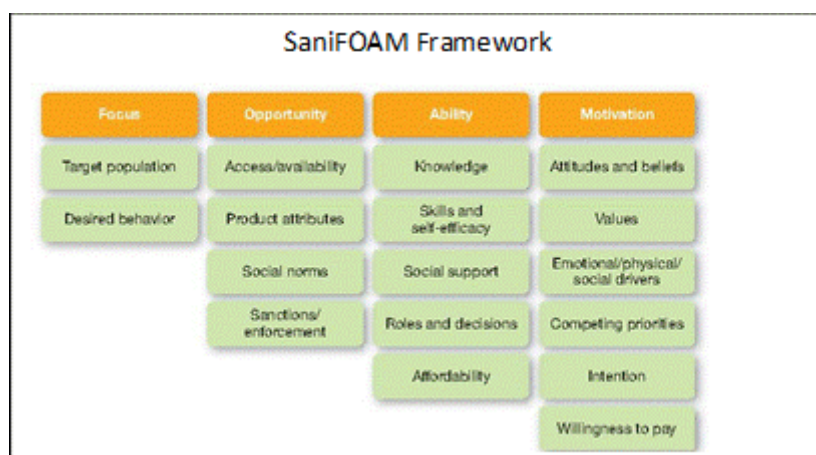 SaniFOAM Framework
Focus
Opportunity
Ability
Motivation
Target population
Access/availability
Knowledge
Attitudes and beliefs
Desired behavior
Product attributes
Skills and
self-efficacy
Values
Social norms
Social support
Emotional/physical/
social drivers
Sanctions/
enforcement
Roles and decisions
Competing priorities
Affordability
Intention
Willingness to pay